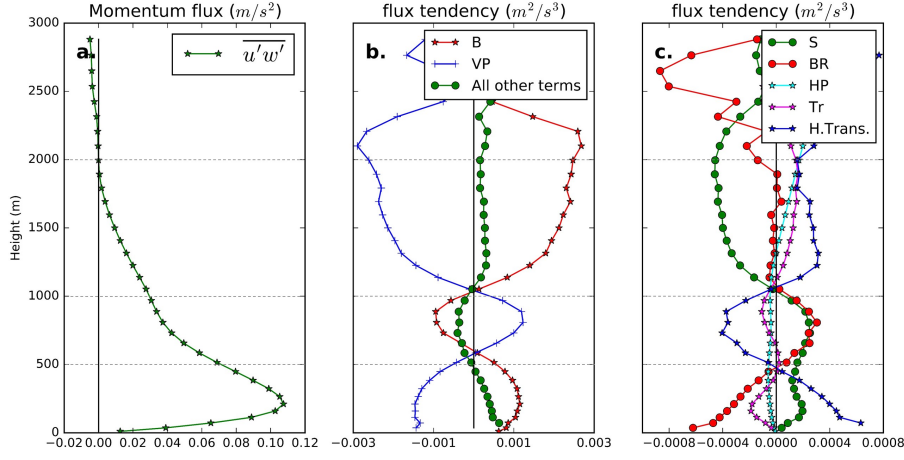 Momentum flux (m/s²)
flux tendency (m²/s³)
flux tendency (m²/s³)
3000
2500
2000
1500
1000
500
0
Height (m)
a.
u′w′
−0.02 0.00 0.02 0.04 0.06 0.08 0.10 0.12
b.
B
VP
All other terms
−0.003 −0.001 0.001 0.003
c.
S
BR
HP
Tr
H.Trans.
−0.0008 −0.0004 0.0000 0.0004 0.0008